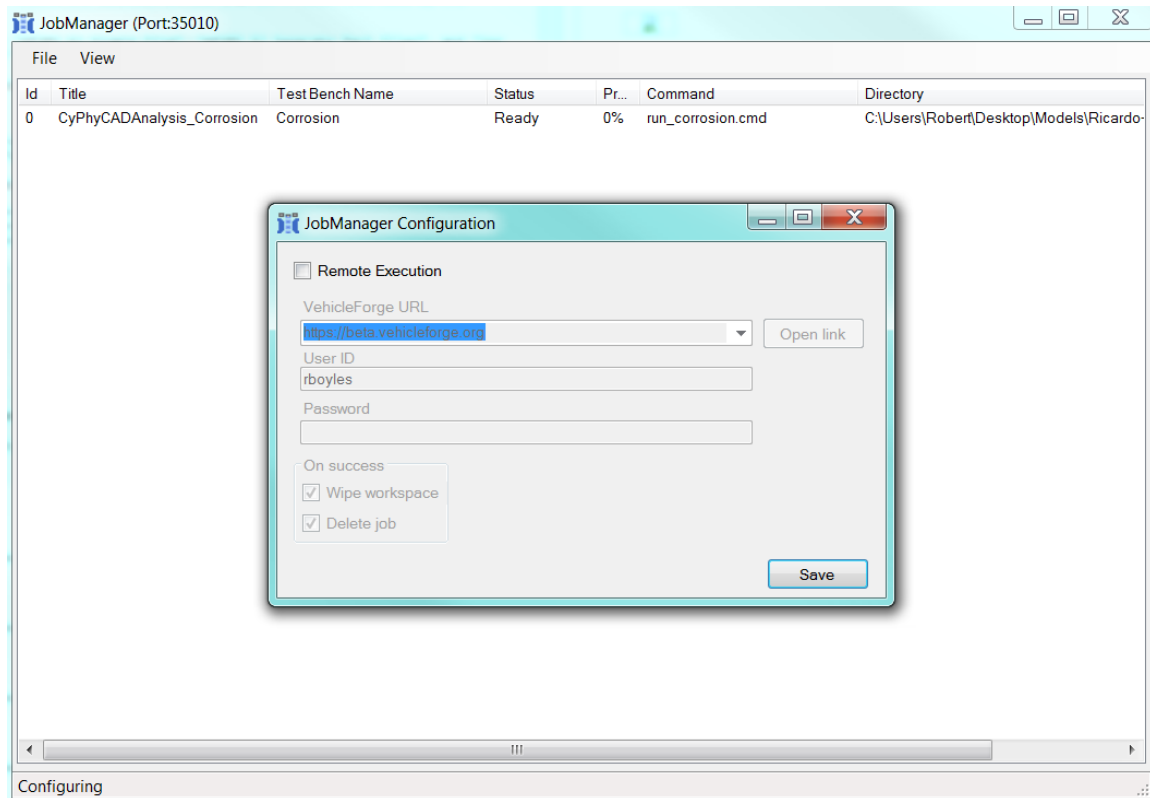 JobManager (Port:35010)
File View
Id Title Test Bench Name Status Pr... Command Directory
0 CyPhyCADAnalysis_Corrosion Corrosion Ready 0% run_corrosion.cmd C:\Users\Robert\Desktop\Models\Ricardo-
JobManager Configuration
Remote Execution
VehicleForge URL
https://beta.vehicleforge.org
Open link
User ID
rboyles
Password
On success
Wipe workspace
Delete job
Save
Configuring